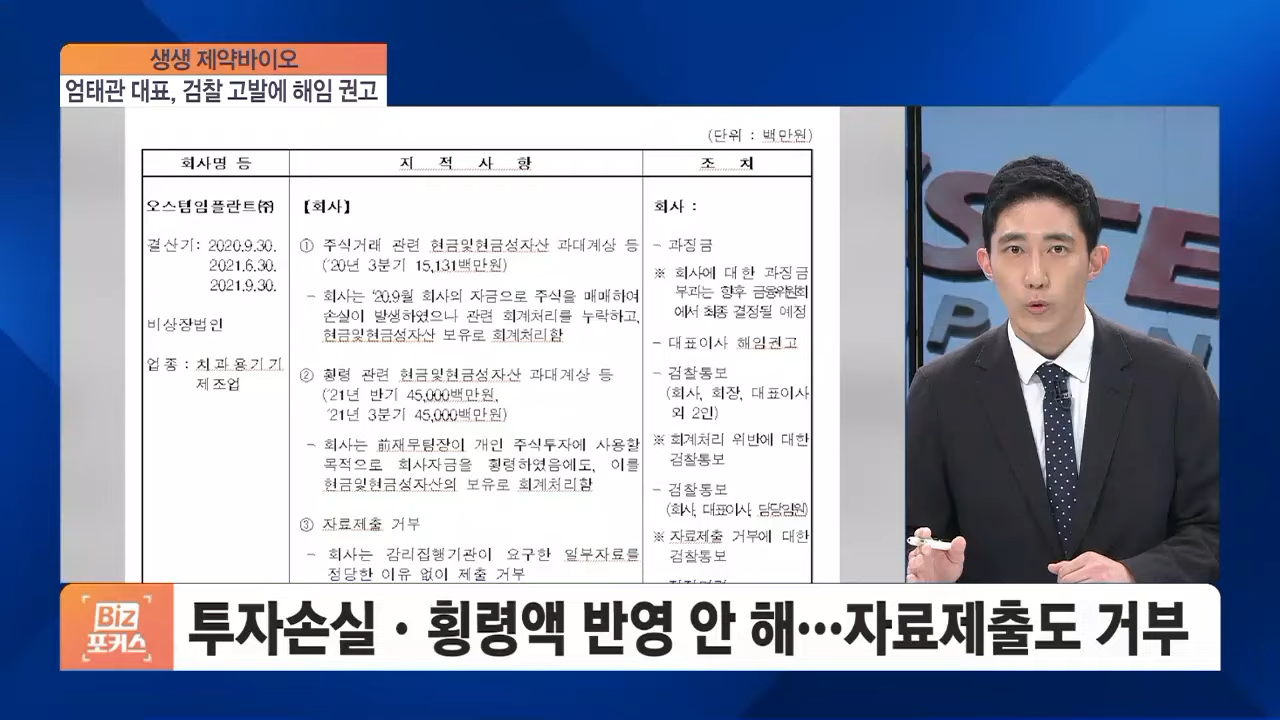 생생 제약바이오
엄태관 대표, 검찰 고발에 해임 권고
(단위 : 백만원)
회사명 등
지 적 사 항
조 치
오스템임플란트㈜
결산기: 2020.9.30.
2021.6.30.
2021.9.30.
비상장법인
업종 : 치과용기기
제조업
【회사】
① 주식거래 관련 현금및현금성자산 과대계상 등
('20년 3분기 15,131백만원)
- 회사는 '20.9월 회사의 자금으로 주식을 매매하여
손실이 발생하였으나 관련 회계처리를 누락하고,
현금및현금성자산 보유로 회계처리함
② 횡령 관련 현금및현금성자산 과대계상 등
('21년 반기 45,000백만원,
'21년 3분기 45,000백만원)
- 회사는 前재무팀장이 개인 주식투자에 사용할
목적으로 회사자금을 횡령하였음에도, 이를
현금및현금성자산의 보유로 회계처리함
③ 자료제출 거부
- 회사는 감리집행기관이 요구한 일부자료를
정당한 이유 없이 제출 거부
회사 :
- 과징금
※ 회사에 대한 과징금
부과는 향후 금융위원회
에서 최종 결정될 예정
- 대표이사 해임권고
- 검찰통보
(회사, 회장, 대표이사
외 2인)
※ 회계처리 위반에 대한
검찰통보
- 검찰통보
(회사, 대표이사, 담당임원)
※ 자료제출 거부에 대한
검찰통보
STE
P
Biz
포커스
투자손실·횡령액 반영 안 해…자료제출도 거부